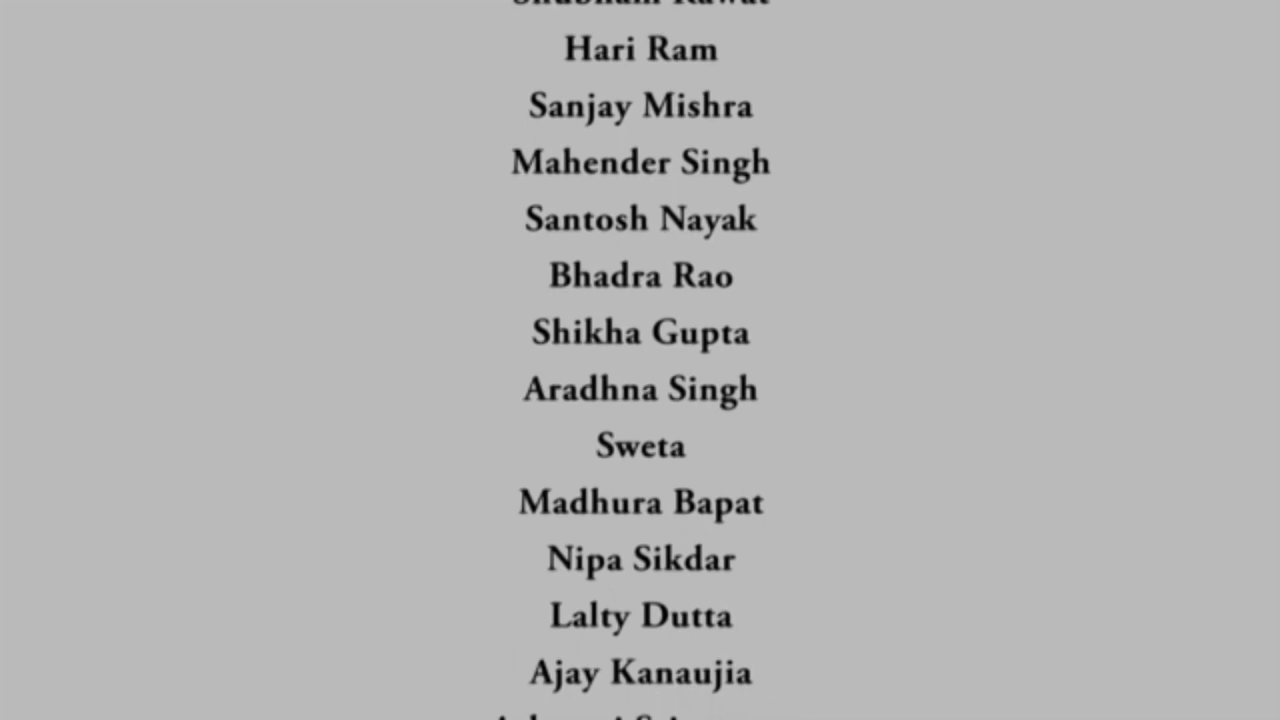 Hari Ram
Sanjay Mishra
Mahender Singh
Santosh Nayak
Bhadra Rao
Shikha Gupta
Aradhna Singh
Sweta
Madhura Bapat
Nipa Sikdar
Lalty Dutta
Ajay Kanaujia